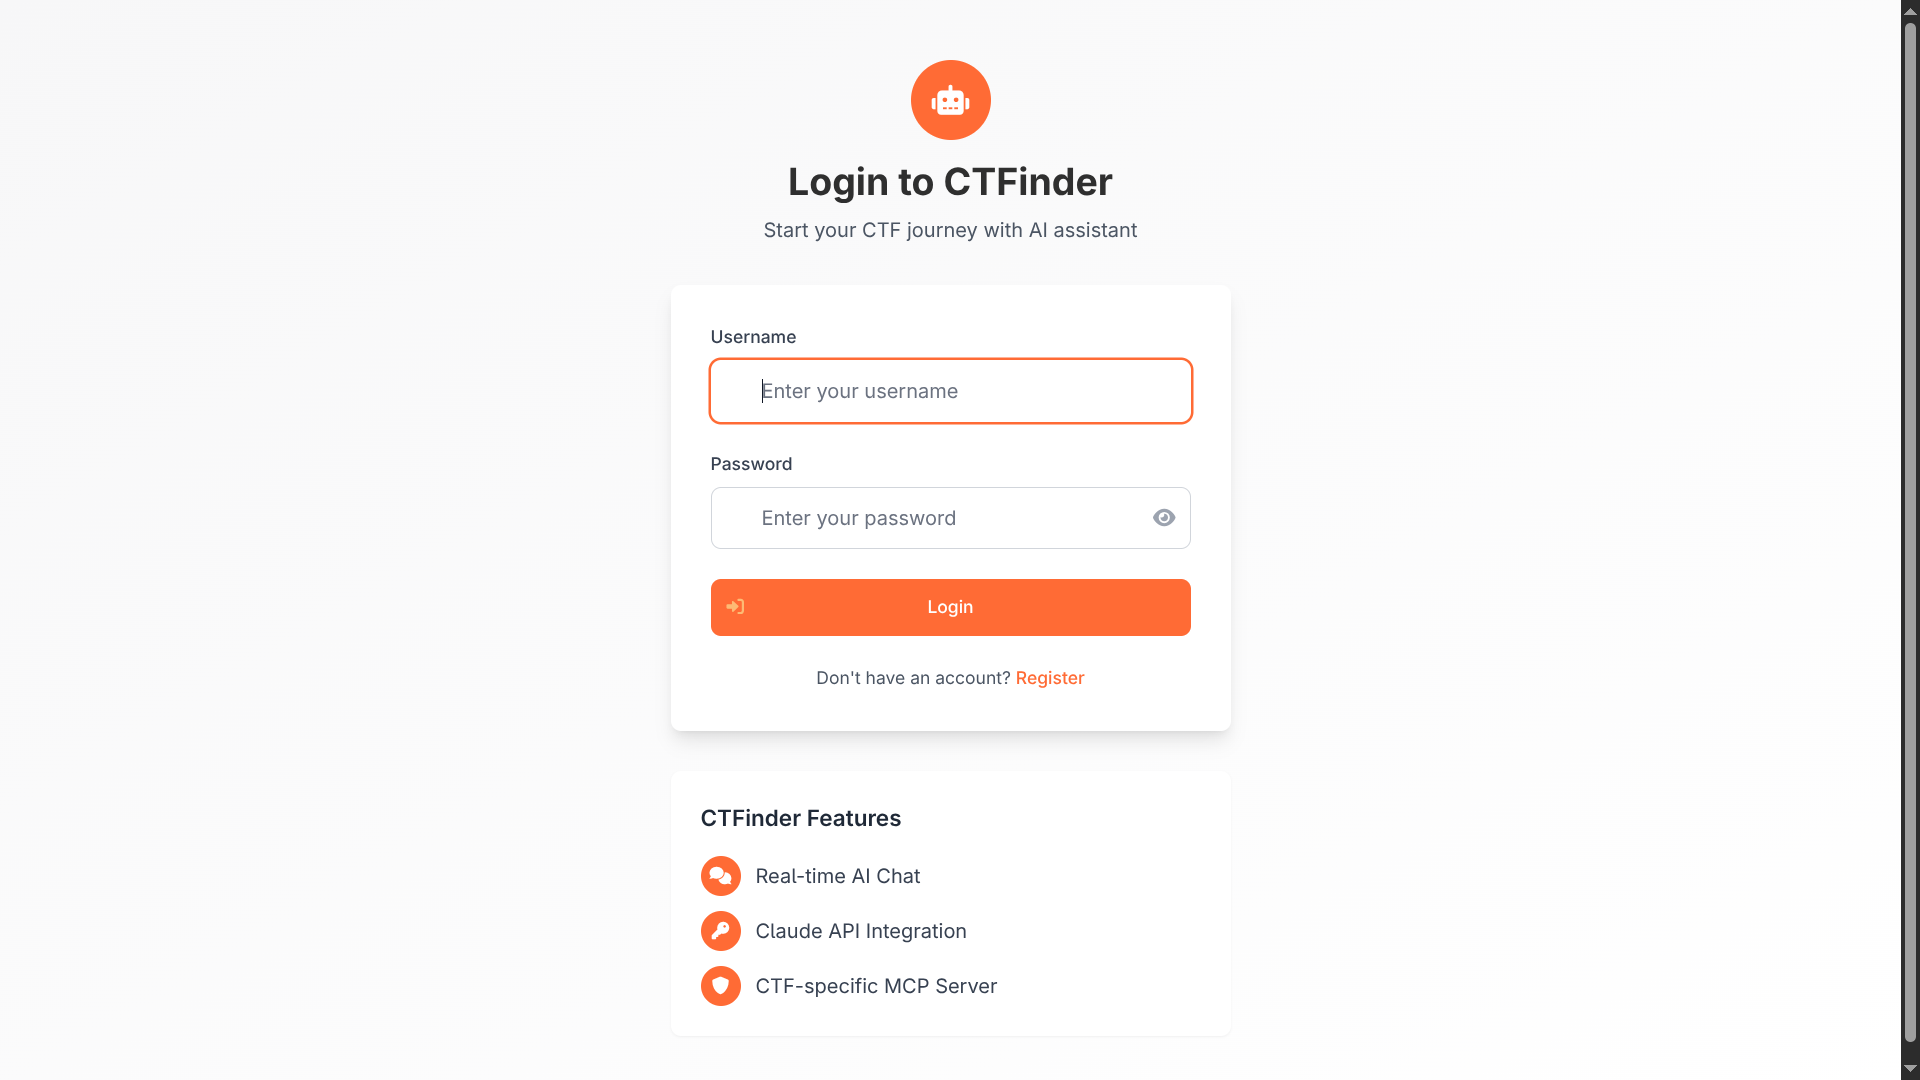 Login to CTFinder
Start your CTF journey with AI assistant
Username
Enter your username
Password
Enter your password
Login
Don't have an account? Register
CTFinder Features
Real-time AI Chat
Claude API Integration
CTF-specific MCP Server